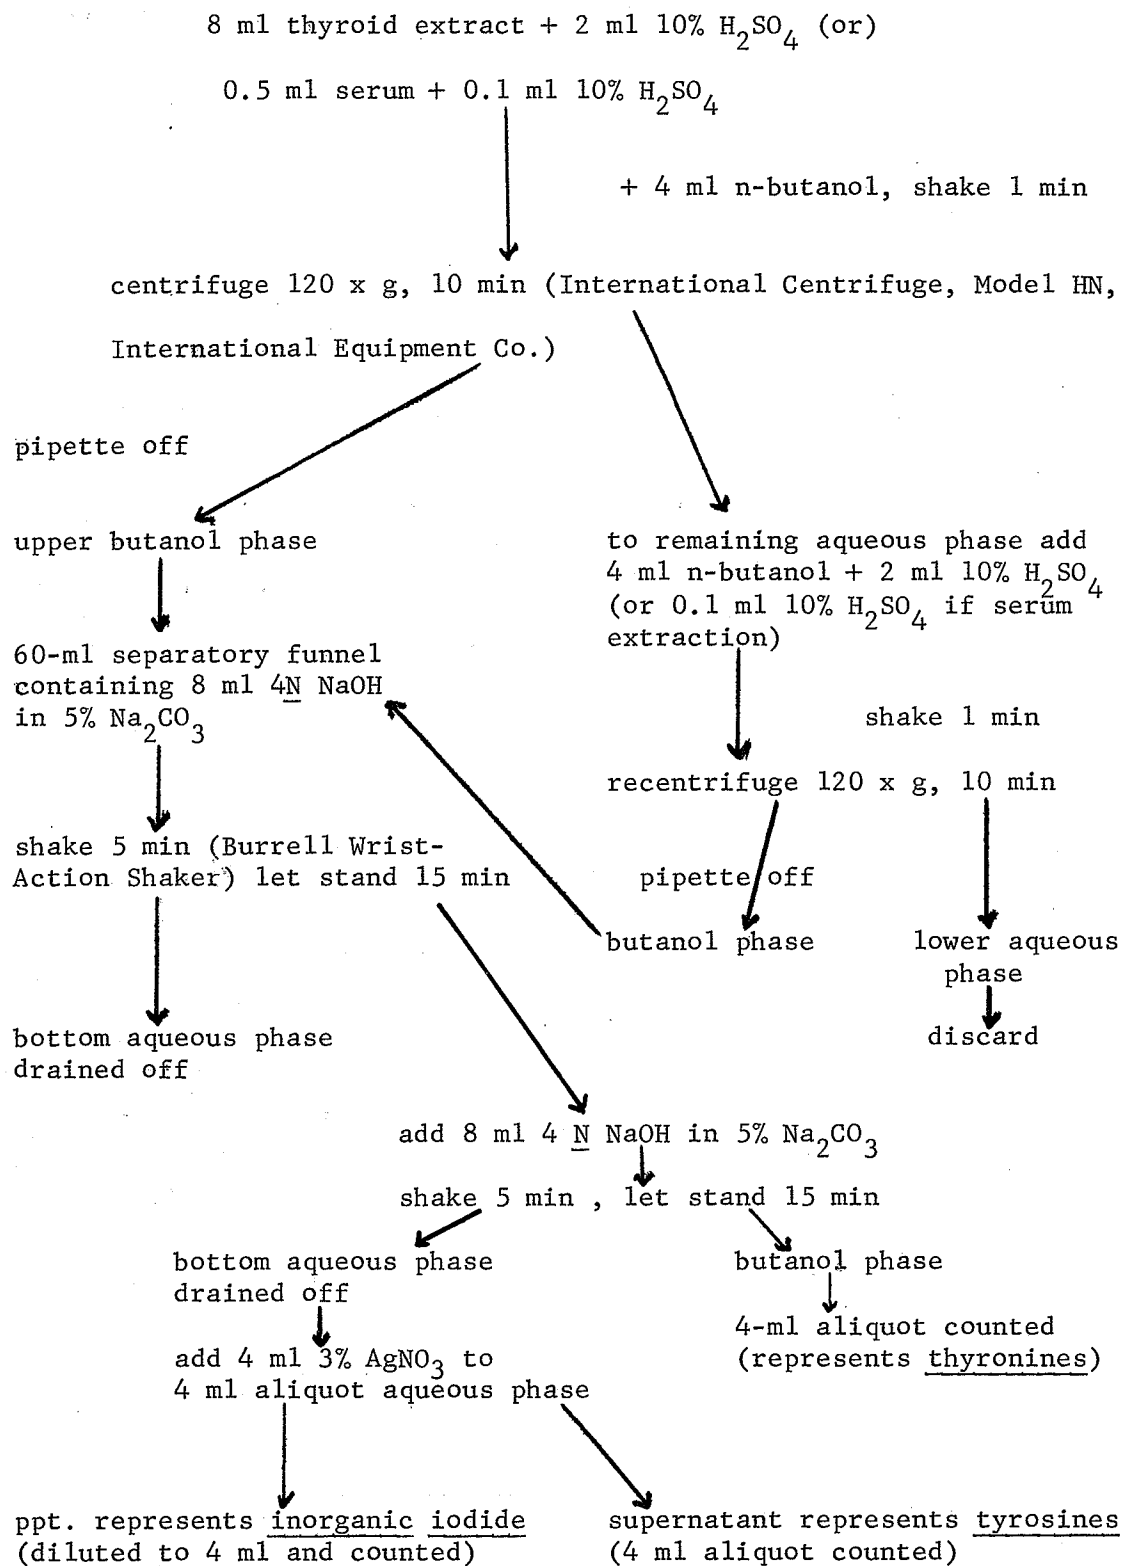 8 ml thyroid extract + 2 ml 10% H2SO4 (or)
0.5 ml serum + 0.1 ml 10% H2SO4
+ 4 ml n-butanol, shake 1 min
centrifuge 120 x g, 10 min (International Centrifuge, Model HN,
International Equipment Co.)
pipette off
upper butanol phase
60-ml separatory funnel
containing 8 ml 4N NaOH
in 5% Na2CO3
shake 5 min (Burrell Wrist-
Action Shaker) let stand 15 min
bottom aqueous phase
drained off
to remaining aqueous phase add
4 ml n-butanol + 2 ml 10% H2SO4
(or 0.1 ml 10% H2SO4 if serum
extraction)
shake 1 min
recentrifuge 120 x g, 10 min
pipette off
butanol phase
lower aqueous
phase
discard
add 8 ml 4 N NaOH in 5% Na2CO3
shake 5 min , let stand 15 min
bottom aqueous phase
drained off
add 4 ml 3% AgNO3 to
4 ml aliquot aqueous phase
butanol phase
4-ml aliquot counted
(represents thyronines)
ppt. represents inorganic iodide
(diluted to 4 ml and counted)
supernatant represents tyrosines
(4 ml aliquot counted)